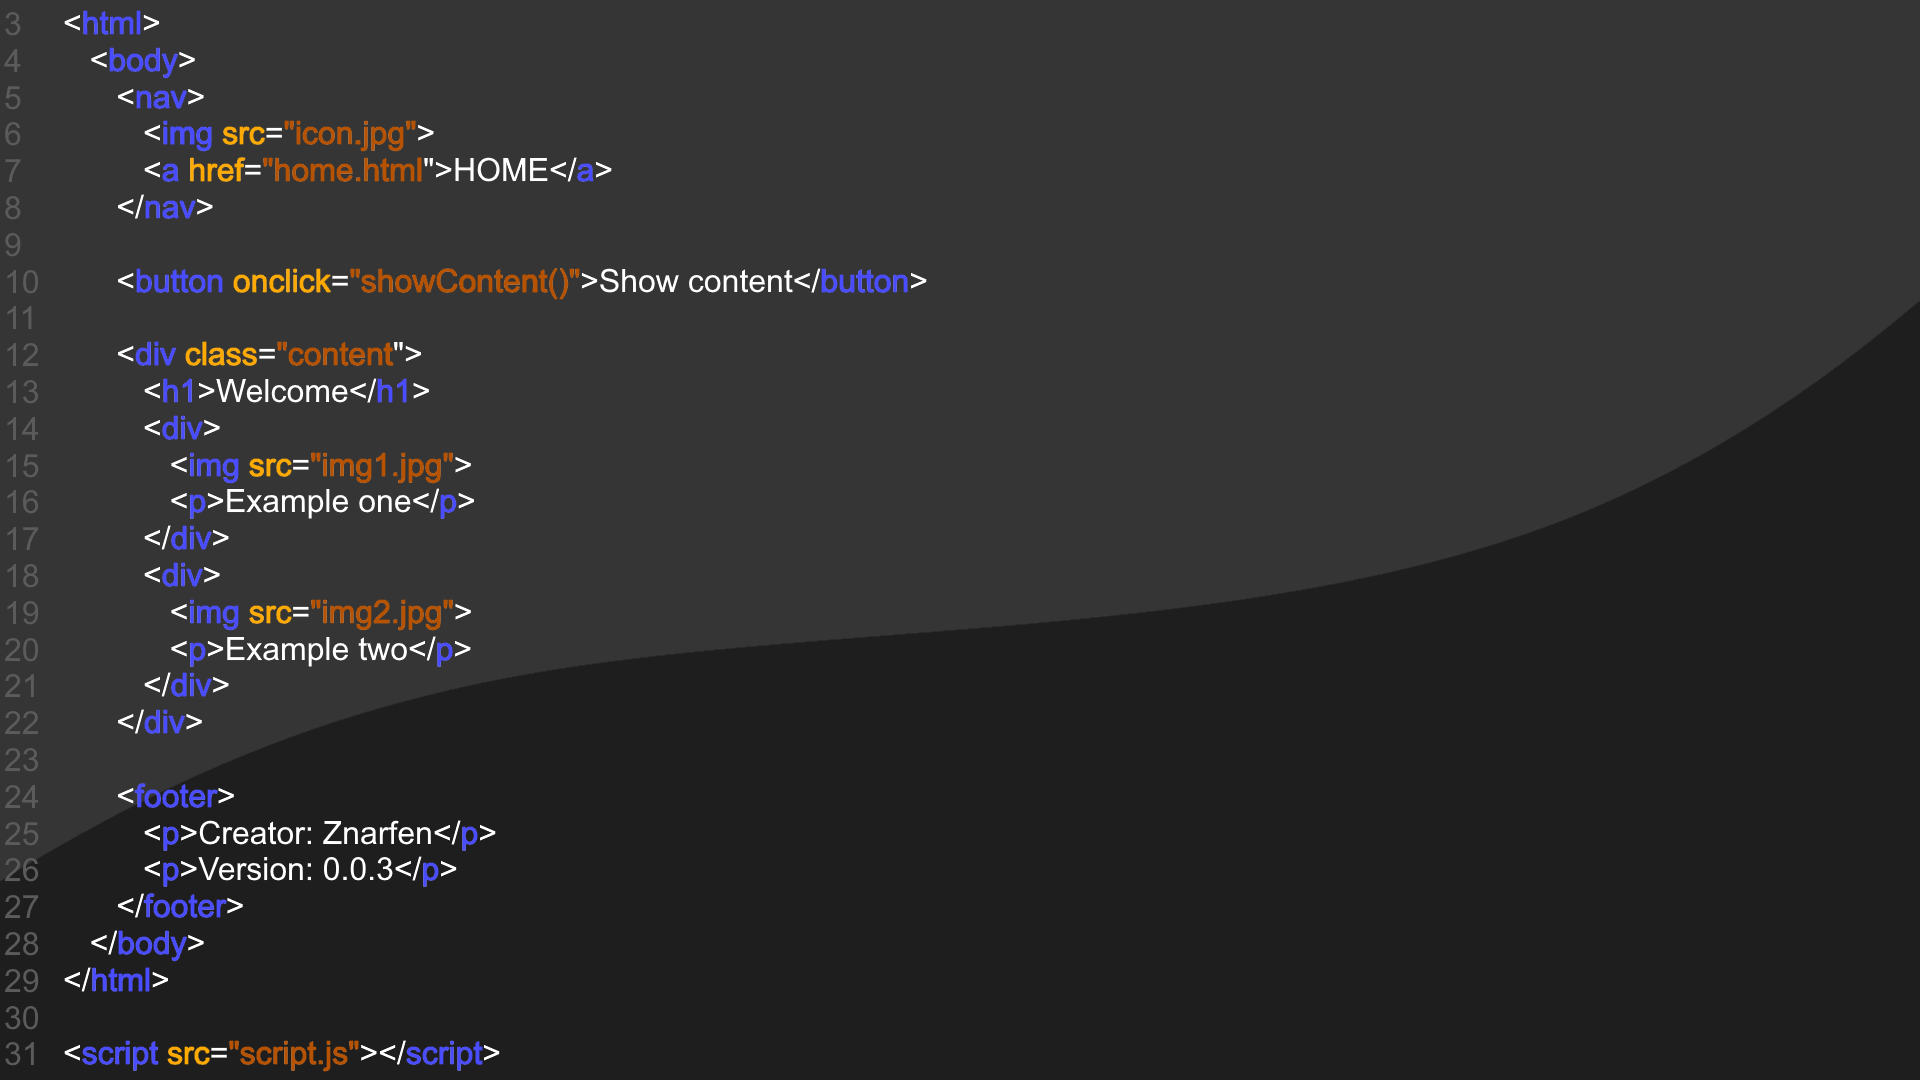 3 <html>
4 <body>
5 <nav>
6 <img src="icon.jpg">
7 <a href="home.html">HOME</a>
8 </nav>
9
10 <button onclick="showContent()">Show content</button>
11
12 <div class="content">
13 <h1>Welcome</h1>
14 <div>
15 <img src="img1.jpg">
16 <p>Example one</p>
17 </div>
18 <div>
19 <img src="img2.jpg">
20 <p>Example two</p>
21 </div>
22 </div>
23
24 <footer>
25 <p>Creator: Znarfen</p>
26 <p>Version: 0.0.3</p>
27 </footer>
28 </body>
29 </html>
30
31 <script src="script.js"></script>